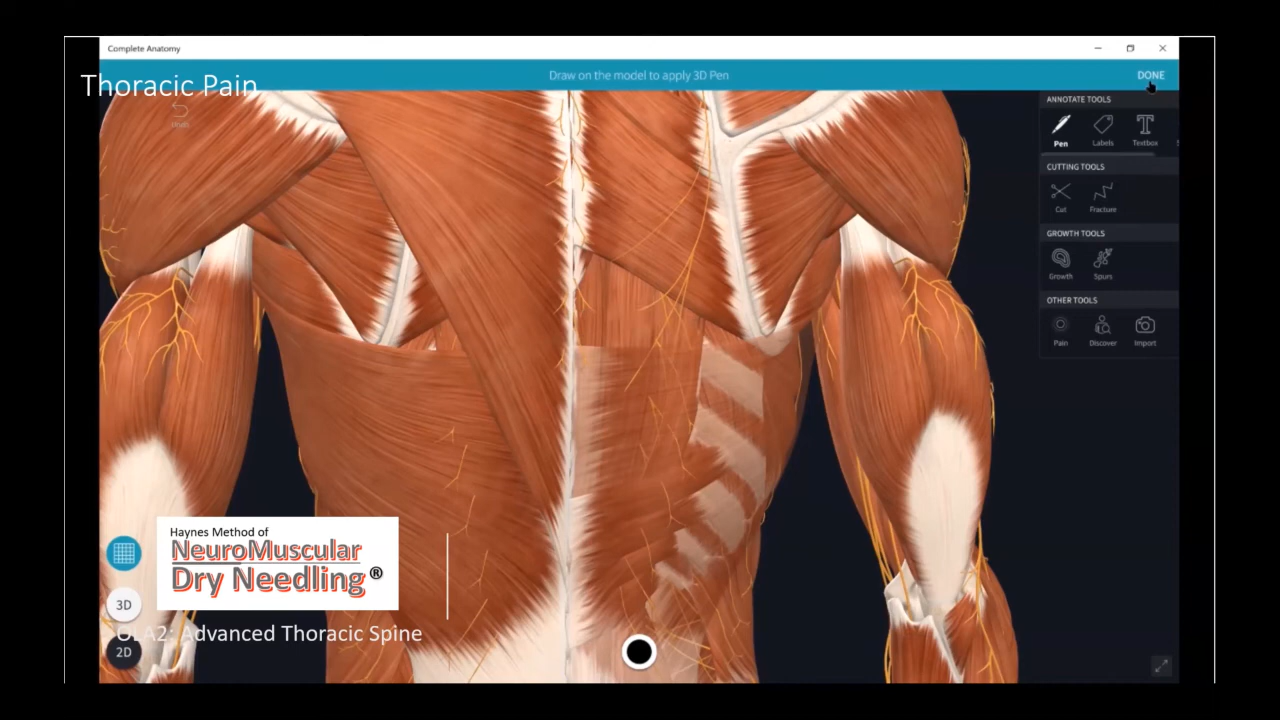 Complete Anatomy
Thoracic Pain
Draw on the model to apply 3D Pen
DONE
Undo
ANNOTATE TOOLS
Pen
Labels
Textbox
CUTTING TOOLS
Cut
Fracture
GROWTH TOOLS
Growth
Spurs
OTHER TOOLS
Pain
Discover
Import
Haynes Method of
NeuroMuscular
Dry Needling®
3D
OLA2: Advanced Thoracic Spine
2D